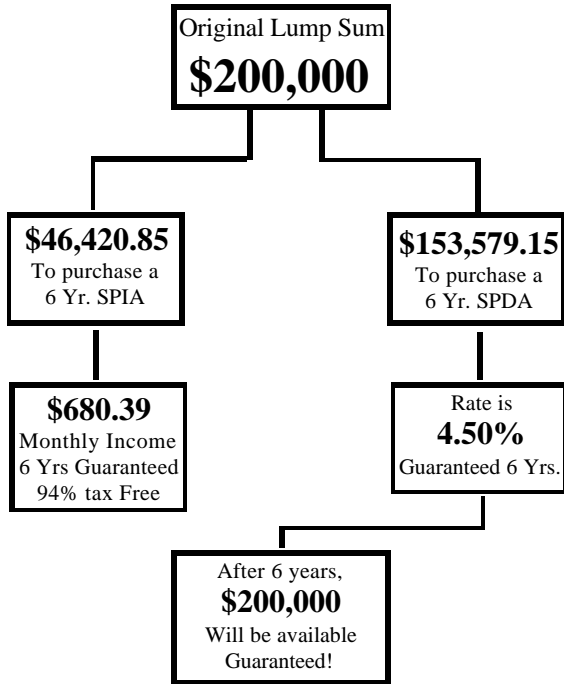 Original Lump Sum
$200,000
$46,420.85
To purchase a
6 Yr. SPIA
$153,579.15
To purchase a
6 Yr. SPDA
$680.39
Monthly Income
6 Yrs Guaranteed
94% tax Free
Rate is
4.50%
Guaranteed 6 Yrs.
After 6 years,
$200,000
Will be available
Guaranteed!